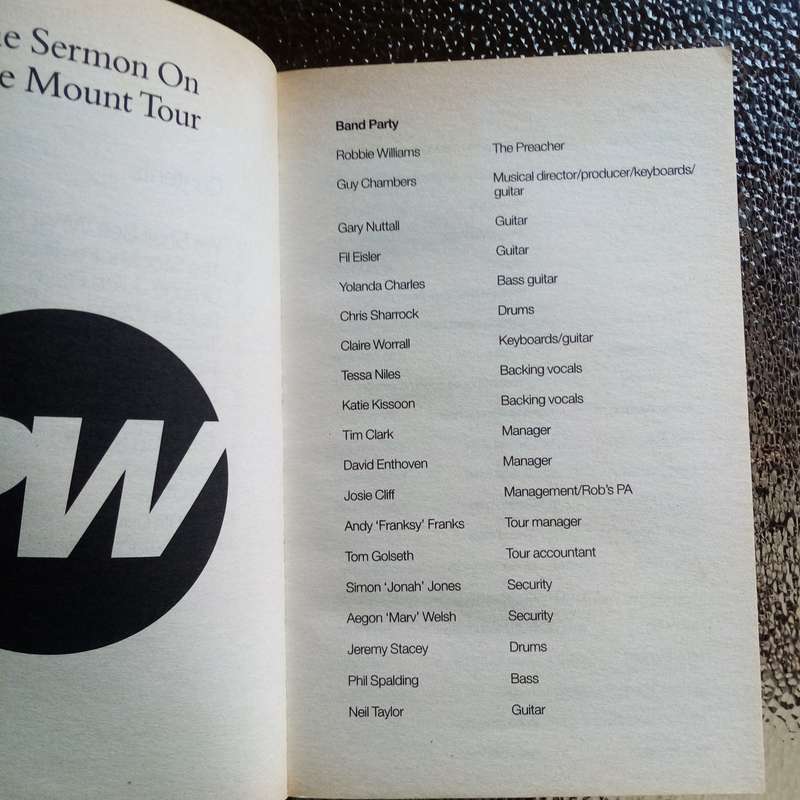 e Sermon On
e Mount Tour
W
Band Party
Robbie Williams The Preacher
Guy Chambers Musical director/producer/keyboards/
guitar
Gary Nuttall Guitar
Fil Eisler Guitar
Yolanda Charles Bass guitar
Chris Sharrock Drums
Claire Worrall Keyboards/guitar
Tessa Niles Backing vocals
Katie Kissoon Backing vocals
Tim Clark Manager
David Enthoven Manager
Josie Cliff Management/Rob's PA
Andy ‘Franksy’ Franks Tour manager
Tom Golseth Tour accountant
Simon ‘Jonah’ Jones Security
Aegon ‘Marv’ Welsh Security
Jeremy Stacey Drums
Phil Spalding Bass
Neil Taylor Guitar